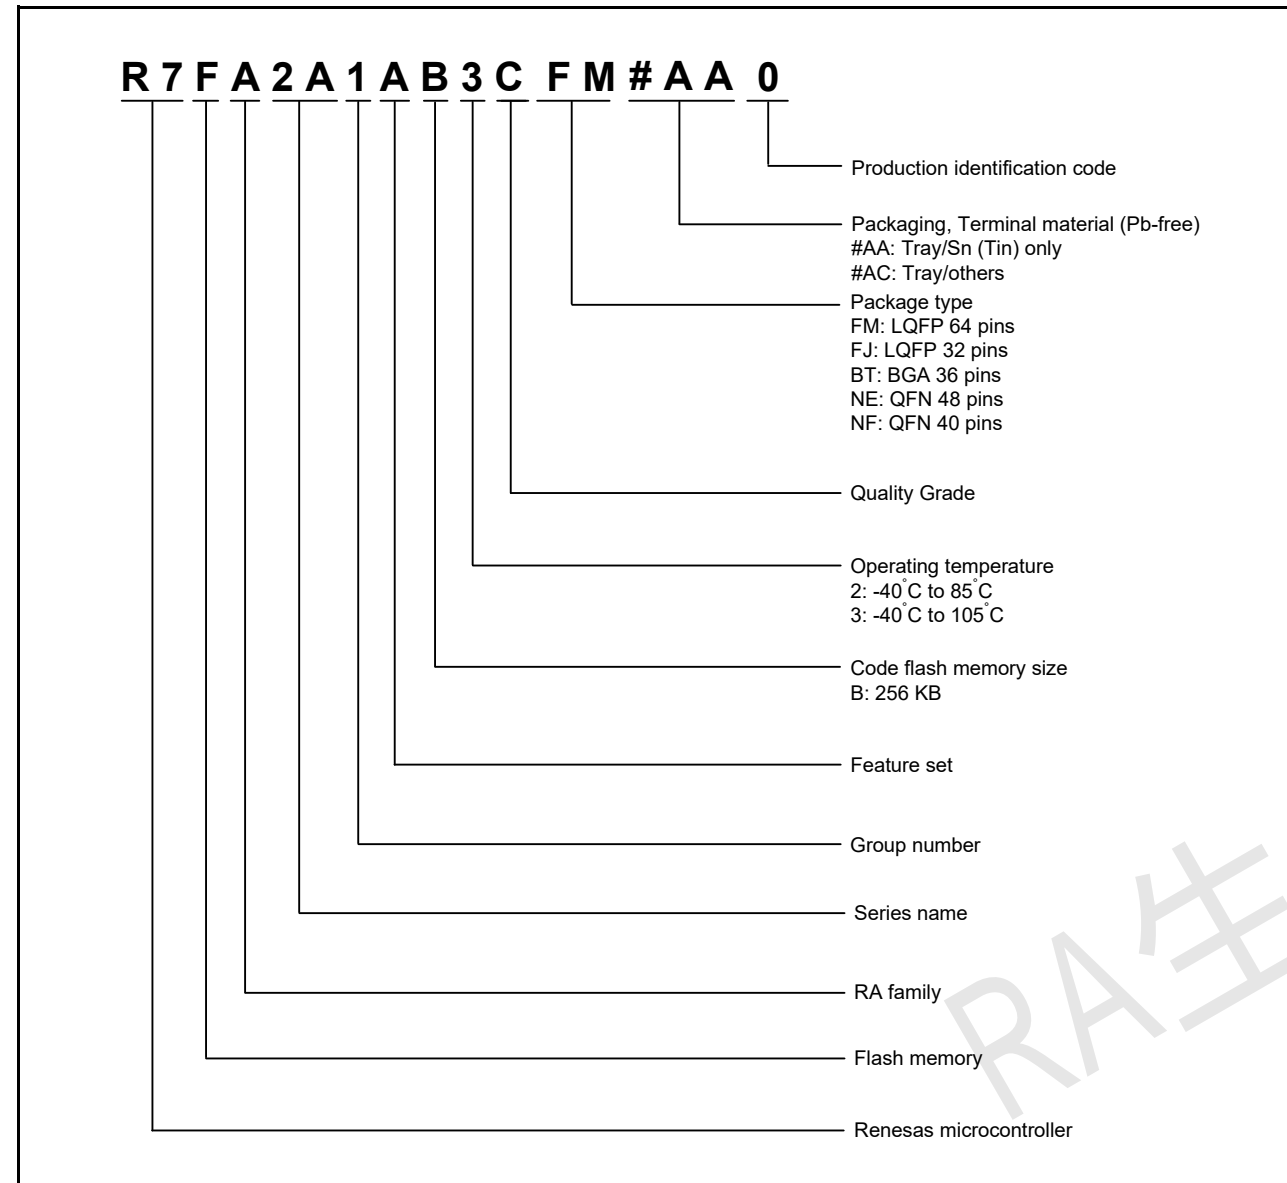 R7FA2A1AB3CFM#AA0
Production identification code
Packaging, Terminal material (Pb-free)
#AA: Tray/Sn (Tin) only
#AC: Tray/others
Package type
FM: LQFP 64 pins
FJ: LQFP 32 pins
BT: BGA 36 pins
NE: QFN 48 pins
NF: QFN 40 pins
Quality Grade
Operating temperature
2: -40°C to 85°C
3: -40°C to 105°C
Code flash memory size
B: 256 KB
Feature set
Group number
Series name
RA family
Flash memory
Renesas microcontroller
RA生